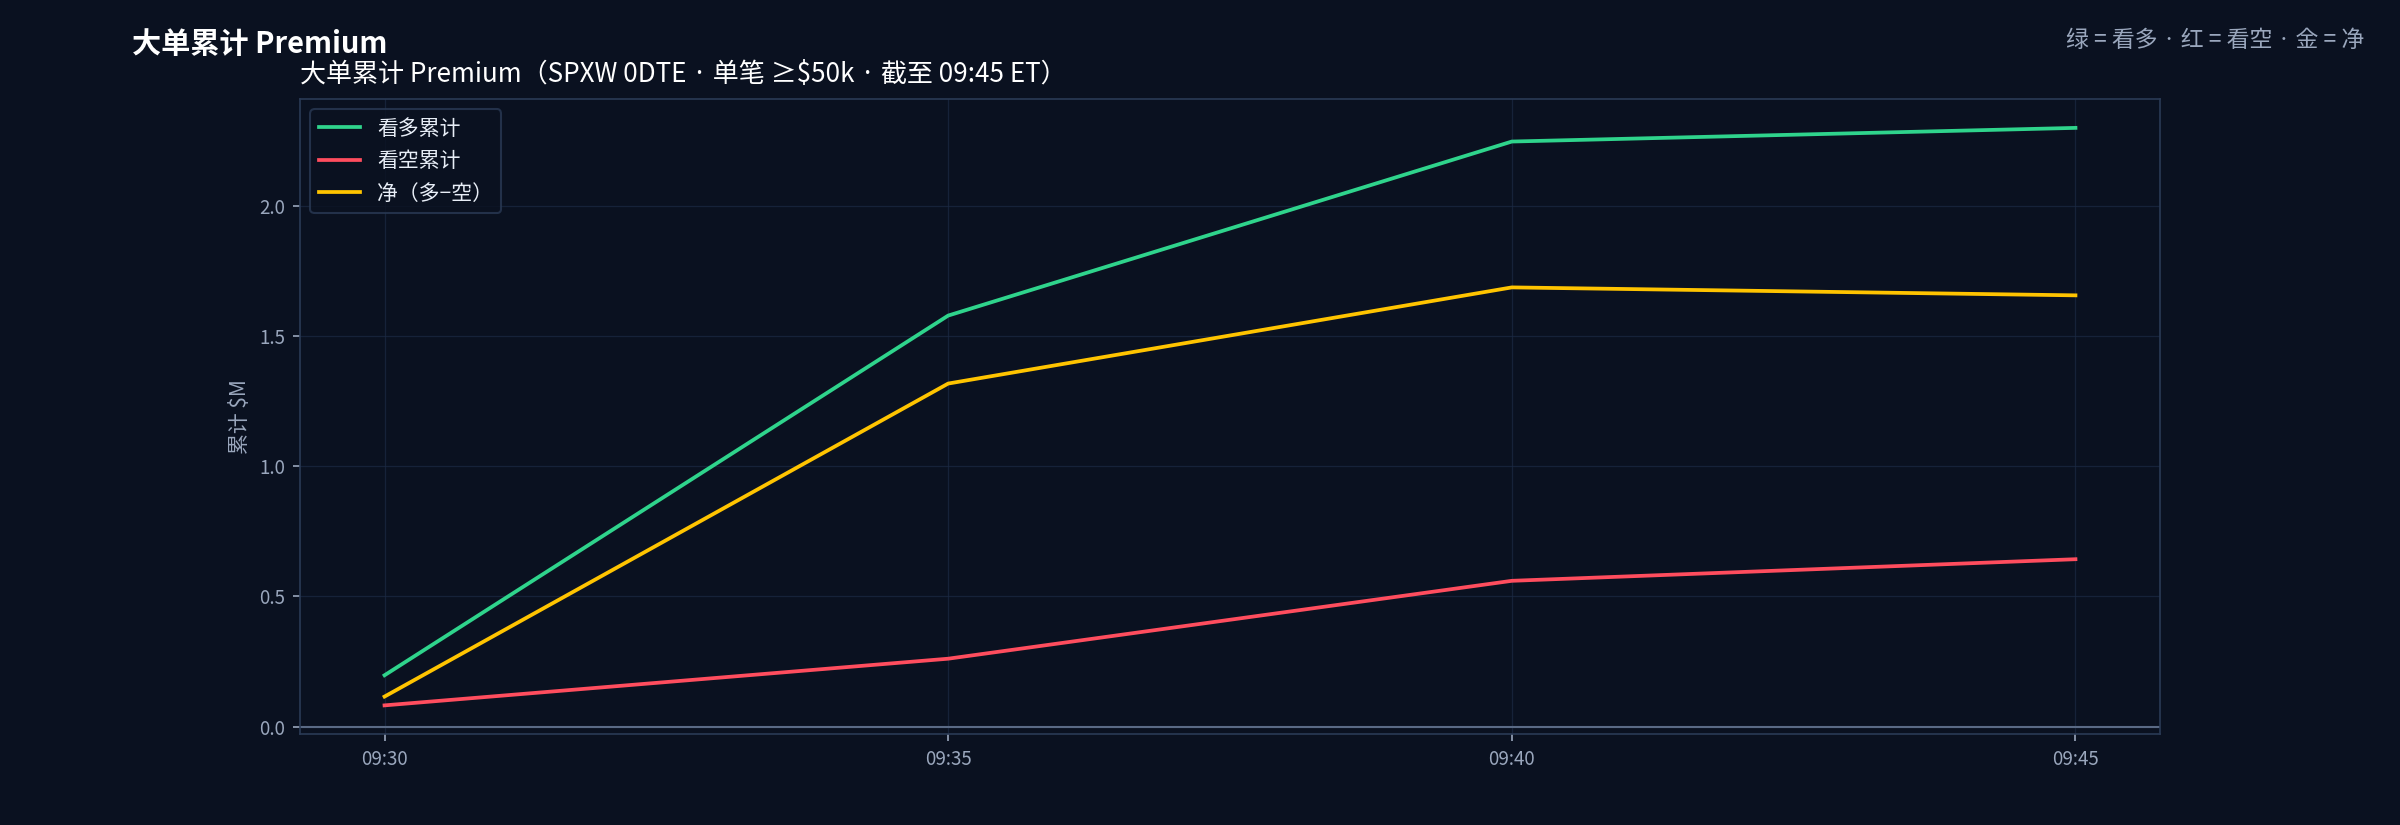 大单累计 Premium
绿 = 看多 · 红 = 看空 · 金 = 净
大单累计 Premium（SPXW 0DTE · 单笔 ≥$50k · 截至 09:45 ET）
看多累计
看空累计
净（多−空）
累计 $M
2.0
1.5
1.0
0.5
0.0
09:30
09:35
09:40
09:45